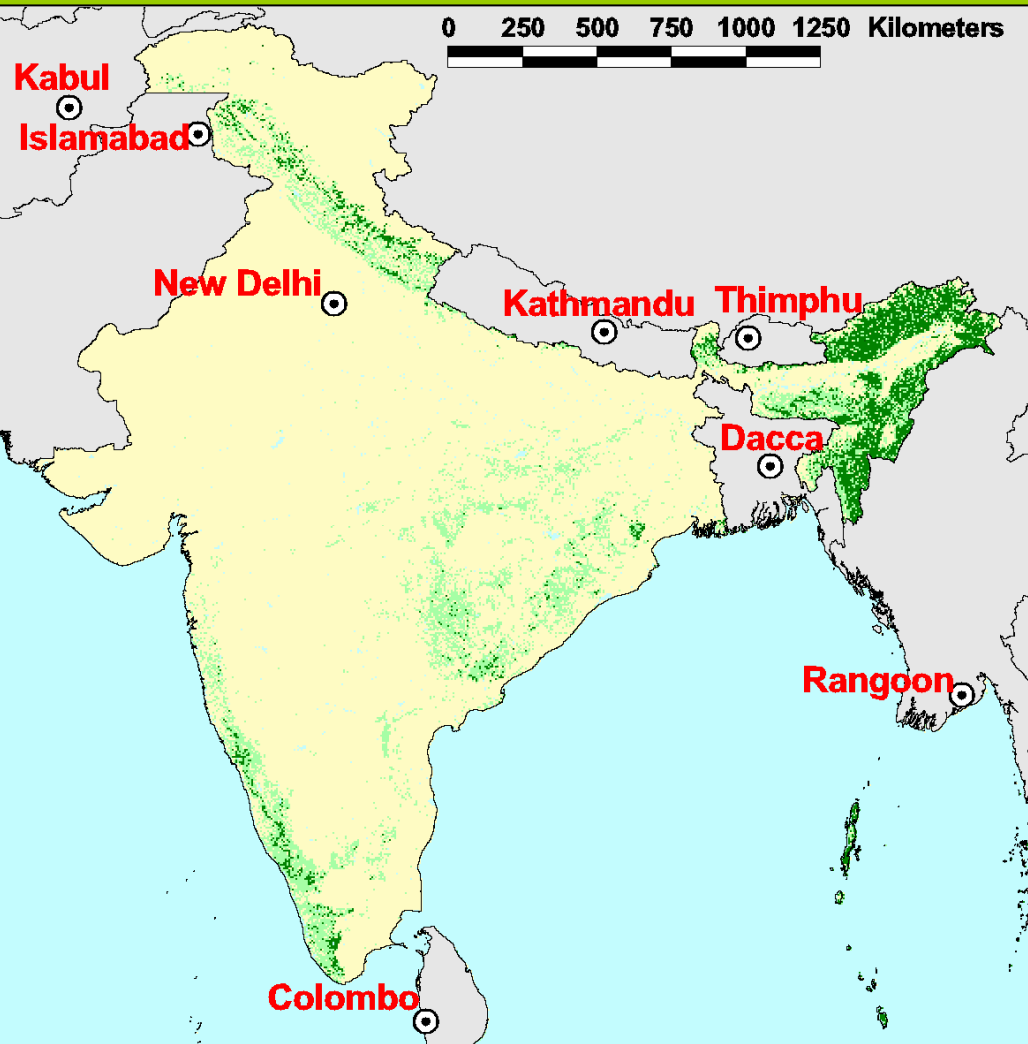 0 250 500 750 1000 1250 Kilometers
Kabul
Islamabad
New Delhi
Kathmandu
Thimphu
Dacca
Rangoon
Colombo